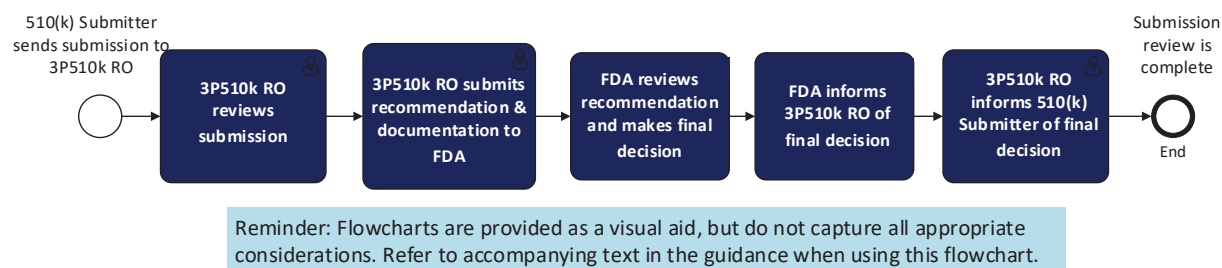 510(k) Submitter
sends submission to
3P510k RO
3P510k RO
reviews
submission
3P510k RO submits
recommendation &
documentation to
FDA
FDA reviews
recommendation
and makes final
decision
FDA informs
3P510k RO of
final decision
3P510k RO
informs 510(k)
Submitter of final
decision
Submission
review is
complete
End
Reminder: Flowcharts are provided as a visual aid, but do not capture all appropriate
considerations. Refer to accompanying text in the guidance when using this flowchart.